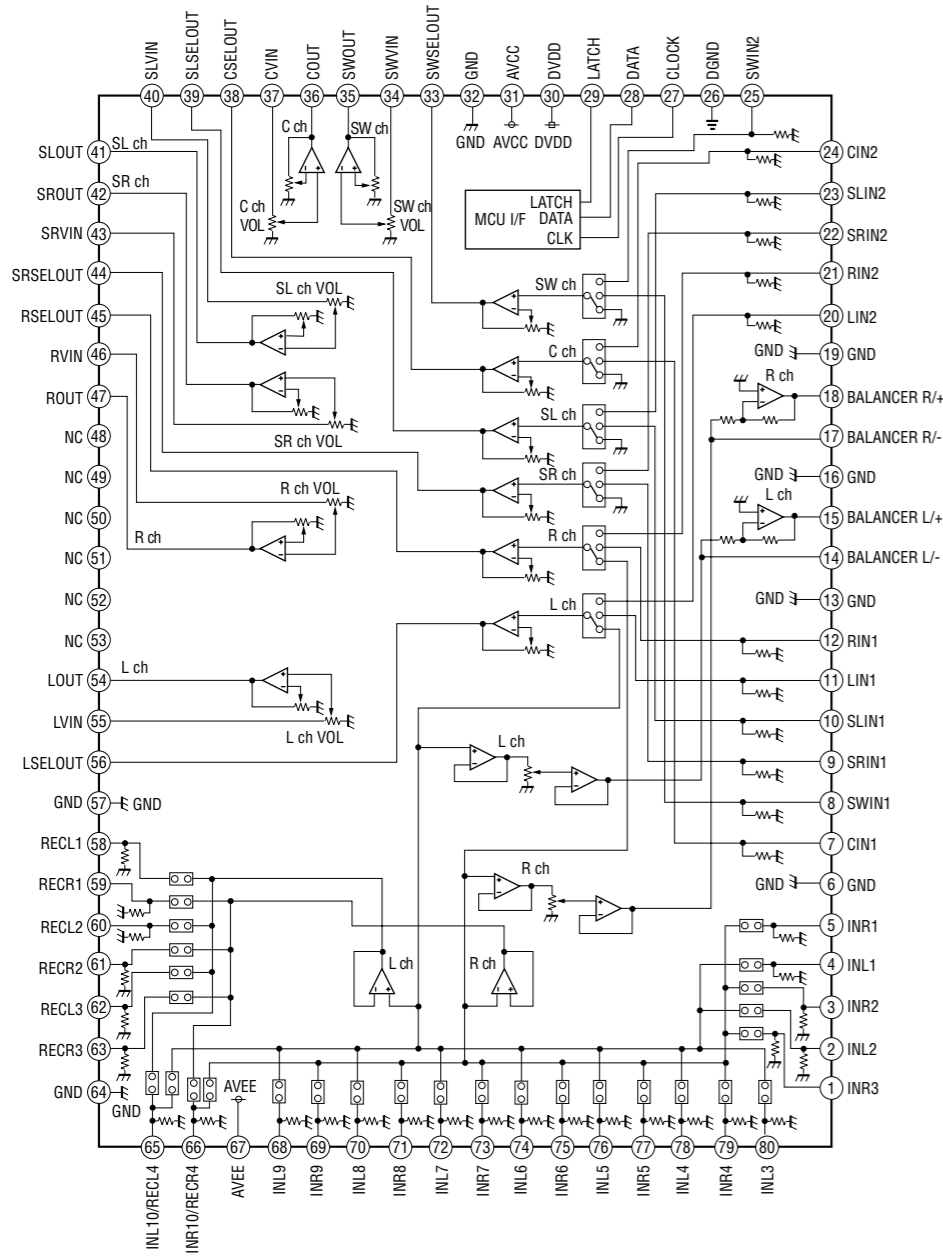 SLVIN
SLSELOUT
CSELOUT
CVIN
COUT
SWOUT
SWVIN
SWSELOUT
GND
AVCC
DVDD
LATCH
DATA
CLOCK
DGND
SWIN2
40
39
38
37
36
35
34
33
32
31
30
29
28
27
26
25
SLOUT 41 SL ch
SROUT 42 SR ch
SRVIN 43
SRSELOUT 44
RSELOUT 45
RVIN 46
ROUT 47
NC 48
NC 49
NC 50
NC 51
NC 52
NC 53
LOUT 54
LVIN 55
LSELOUT 56
GND 57 GND
RECL1 58
RECR1 59
RECL2 60
RECR2 61
RECL3 62
RECR3 63
GND 64 GND
C ch
SW ch
GND
AVCC
DVDD
C ch
VOL
SW ch
VOL
LATCH
MCU I/F DATA
CLK
SL ch VOL
SR ch VOL
R ch VOL
R ch
L ch
L ch VOL
SW ch
C ch
SL ch
SR ch
R ch
L ch
R ch
L ch
L ch
R ch
L ch
R ch
AVEE
24 CIN2
23 SLIN2
22 SRIN2
21 RIN2
20 LIN2
GND 19 GND
18 BALANCER R/+
17 BALANCER R/-
GND 16 GND
15 BALANCER L/+
14 BALANCER L/-
GND 13 GND
12 RIN1
11 LIN1
10 SLIN1
9 SRIN1
8 SWIN1
7 CIN1
GND 6 GND
5 INR1
4 INL1
3 INR2
2 INL2
1 INR3
65
66
67
68
69
70
71
72
73
74
75
76
77
78
79
80
INL10/RECL4
INR10/RECR4
AVEE
INL9
INR9
INL8
INR8
INL7
INR7
INL6
INR6
INL5
INR5
INL4
INR4
INL3